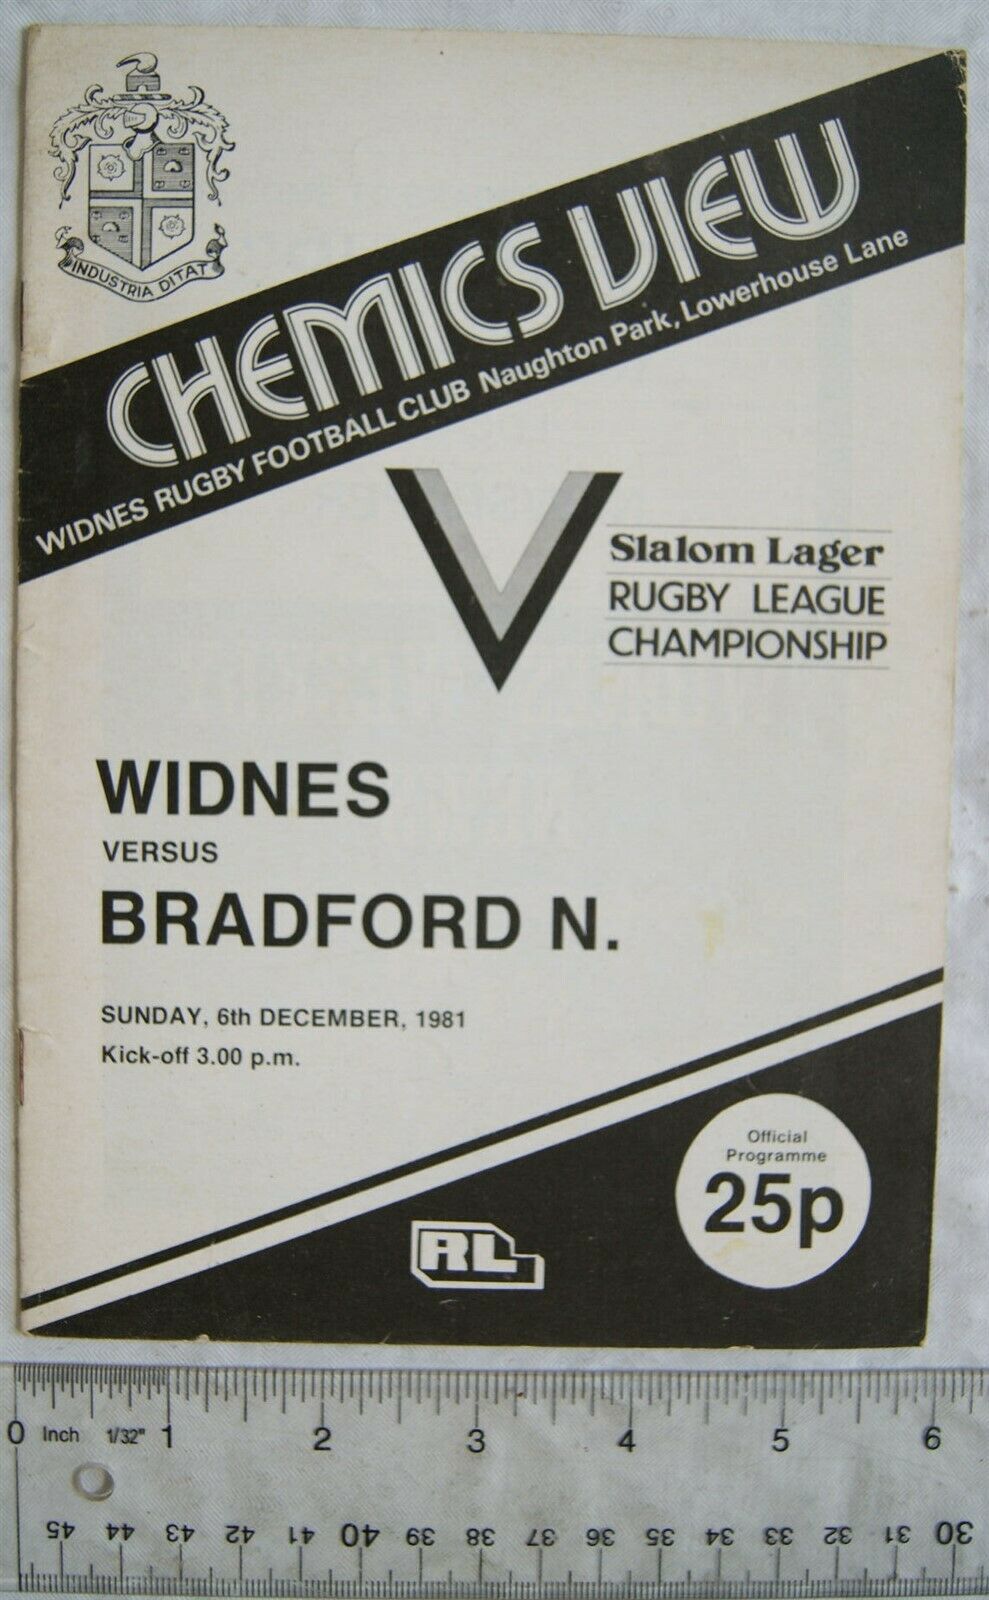 INDUSTRIA DITAT
CHEMICS VIEW
WIDNES RUGBY FOOTBALL CLUB Naughton Park, Lowerhouse Lane
Slalom Lager
RUGBY LEAGUE
CHAMPIONSHIP
WIDNES
VERSUS
BRADFORD N.
SUNDAY, 6th DECEMBER, 1981
Kick-off 3.00 p.m.
Official
Programme
25p
RL
0 Inch 1/32" 1 2 3 4 5 6
45 44 43 42 41 40 39 38 37 36 35 34 33 32 31 30